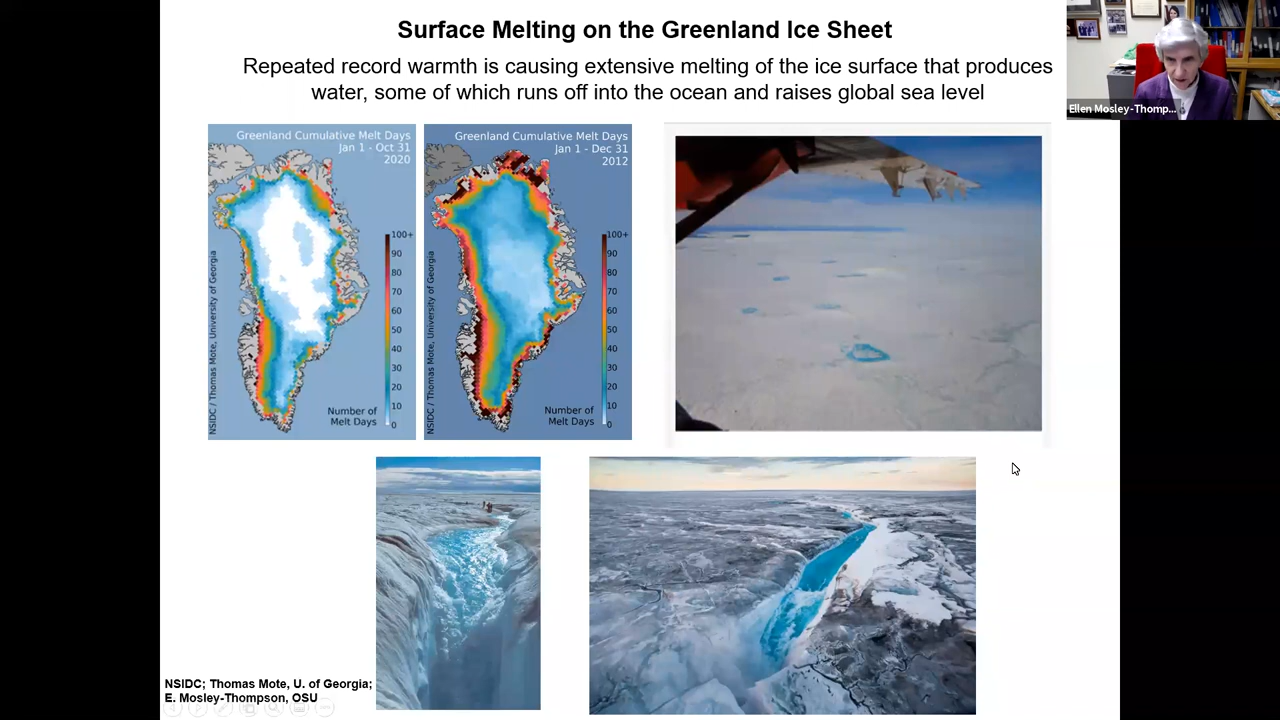 Surface Melting on the Greenland Ice Sheet
Repeated record warmth is causing extensive melting of the ice surface that produces
water, some of which runs off into the ocean and raises global sea level
Ellen Mosley-Thomp...
Greenland Cumulative Melt Days
Jan 1 - Oct 31
2020
100+
90
80
70
60
50
40
30
20
10
0
Number of
Melt Days
NSIDC / Thomas Mote, University of Georgia
Greenland Cumulative Melt Days
Jan 1 - Dec 31
2012
100+
90
80
70
60
50
40
30
20
10
0
Number of
Melt Days
NSIDC / Thomas Mote, University of Georgia
NSIDC; Thomas Mote, U. of Georgia;
E. Mosley-Thompson, OSU